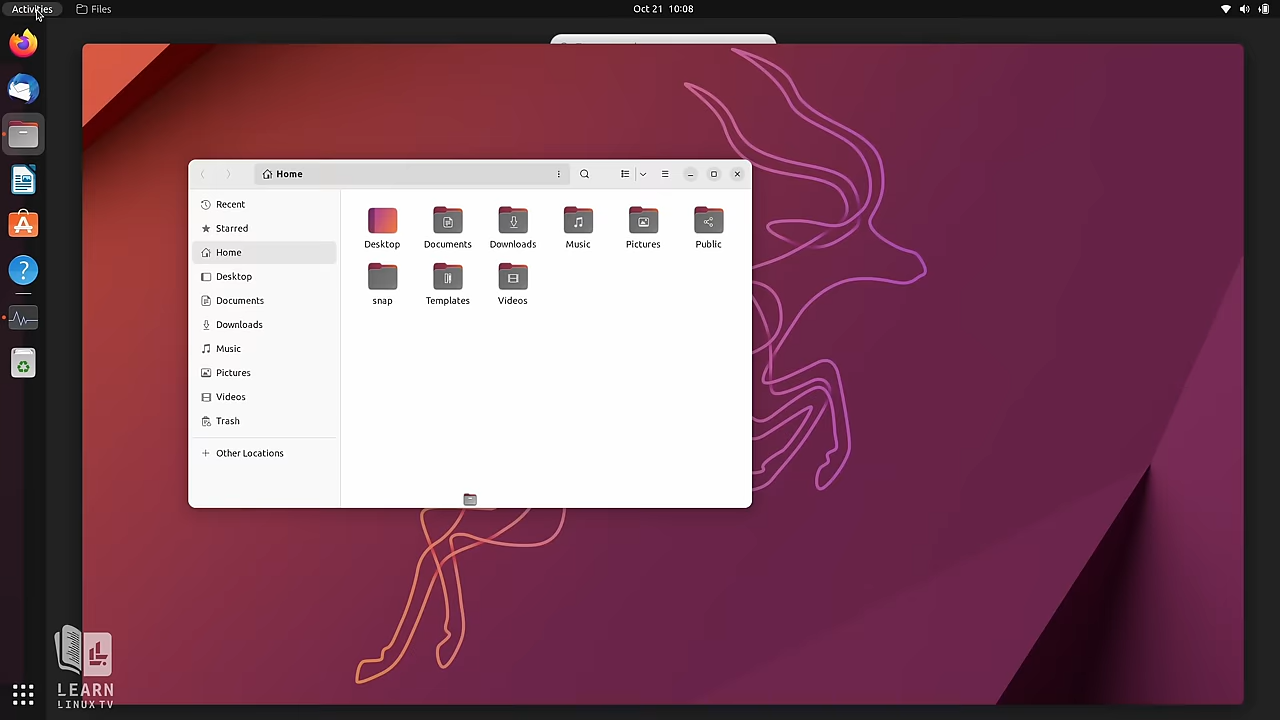 Activities
Files
Oct 21 10:08
Home
Recent
Starred
Home
Desktop
Documents
Downloads
Music
Pictures
Videos
Trash
Other Locations
Desktop
Documents
Downloads
Music
Pictures
Public
snap
Templates
Videos
LEARN
LINUX TV